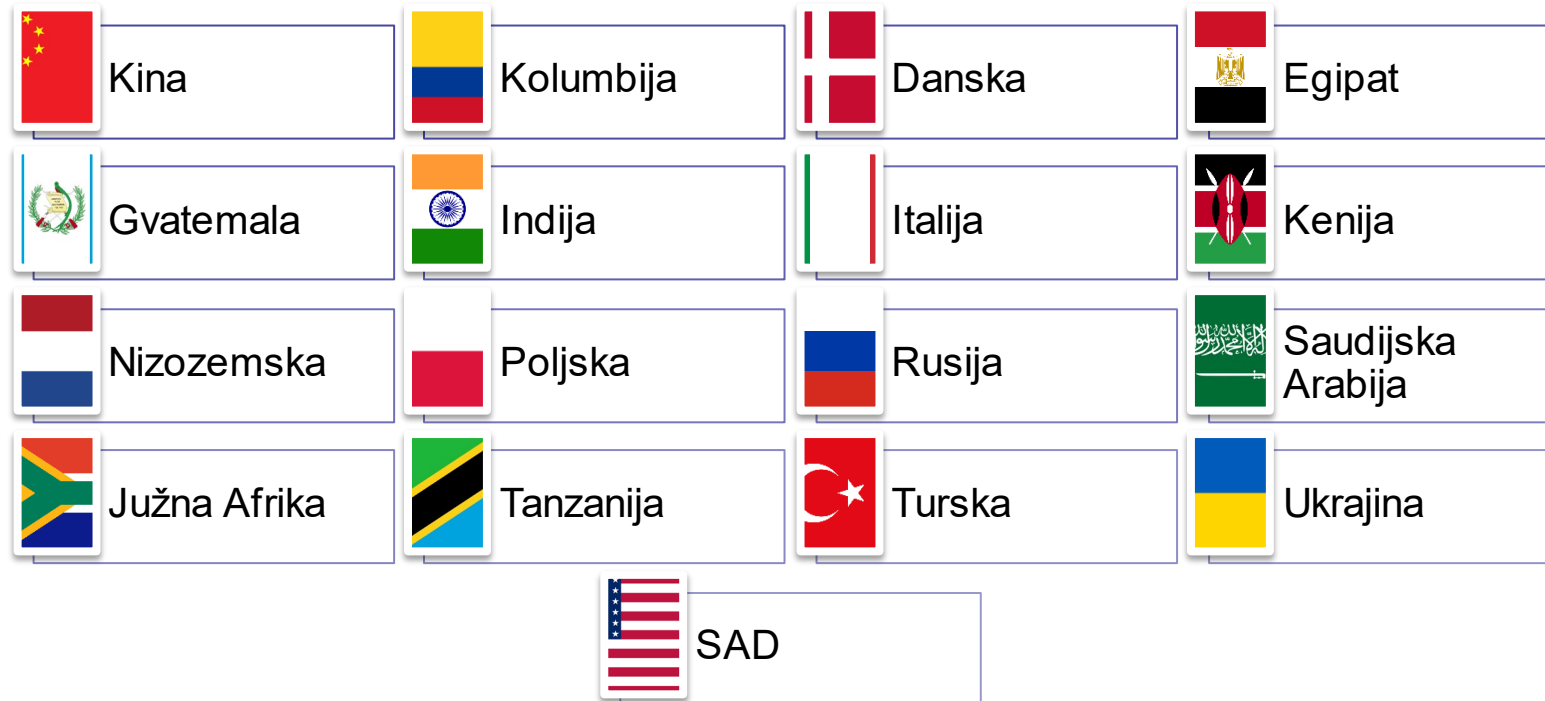 Kina
Kolumbija
Danska
Egipat
Gvatemala
Indija
Italija
Kenija
Nizozemska
Poljska
Rusija
Saudijska
Arabija
Južna Afrika
Tanzanija
Turska
Ukrajina
SAD